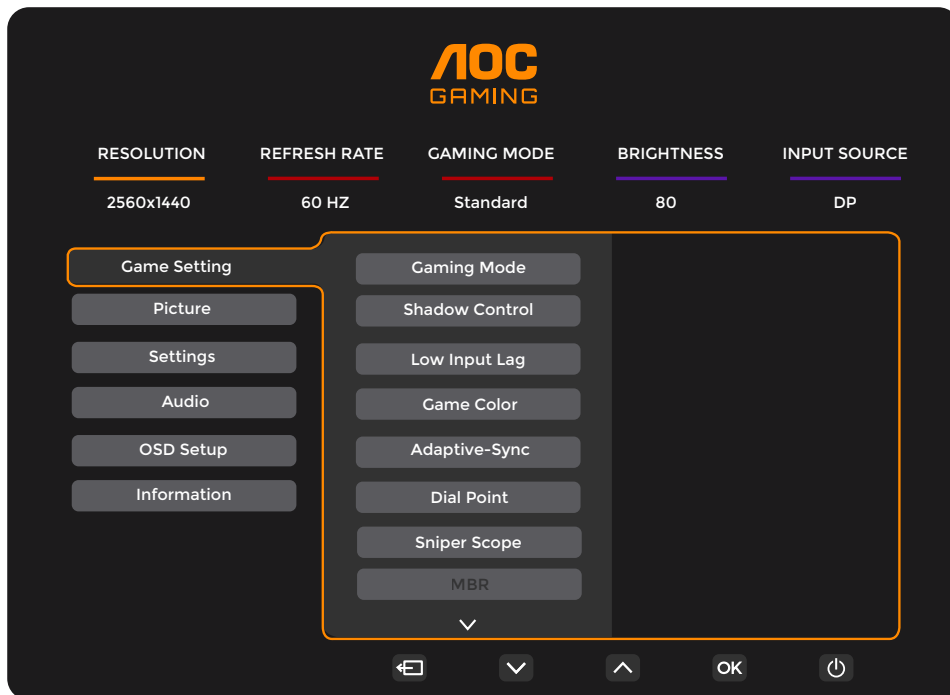 AOC
GAMING
RESOLUTION REFRESH RATE GAMING MODE BRIGHTNESS INPUT SOURCE
2560x1440 60 HZ Standard 80 DP
Game Setting
Picture
Settings
Audio
OSD Setup
Information
Gaming Mode
Shadow Control
Low Input Lag
Game Color
Adaptive-Sync
Dial Point
Sniper Scope
MBR
OK